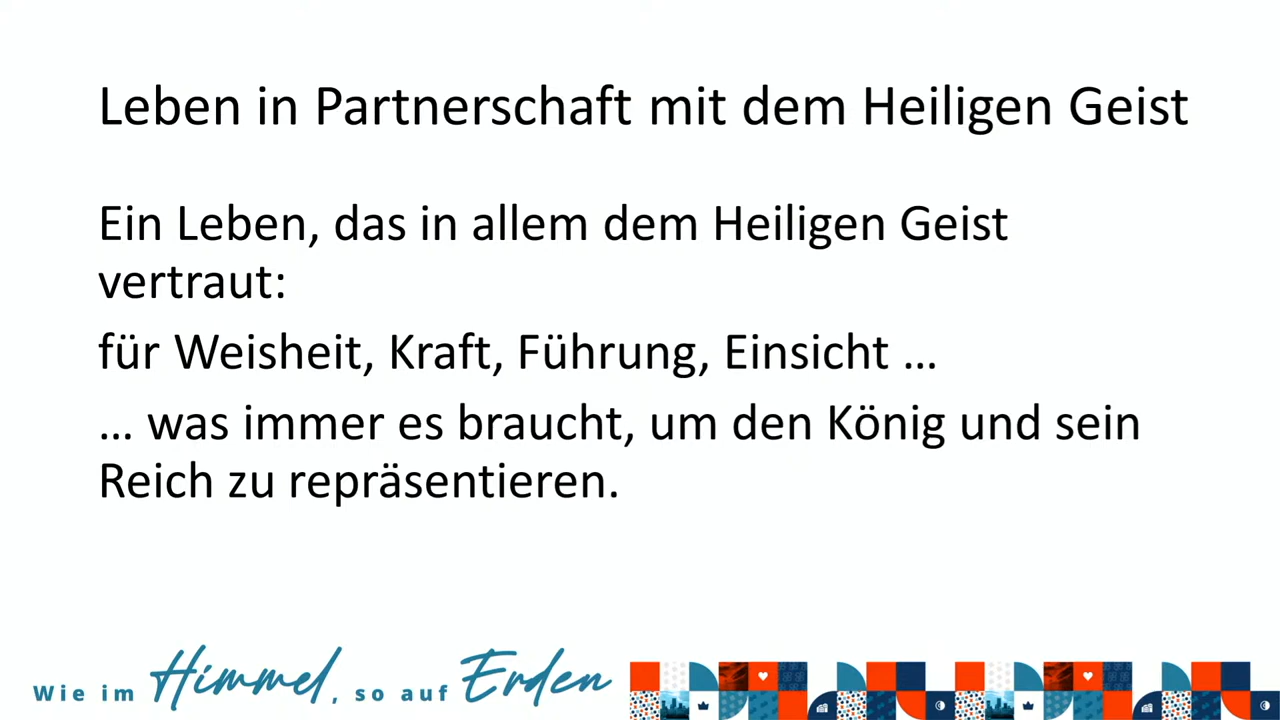 Leben in Partnerschaft mit dem Heiligen Geist
Ein Leben, das in allem dem Heiligen Geist
vertraut:
für Weisheit, Kraft, Führung, Einsicht ...
... was immer es braucht, um den König und sein
Reich zu repräsentieren.
Wie im Himmel, so auf Erden